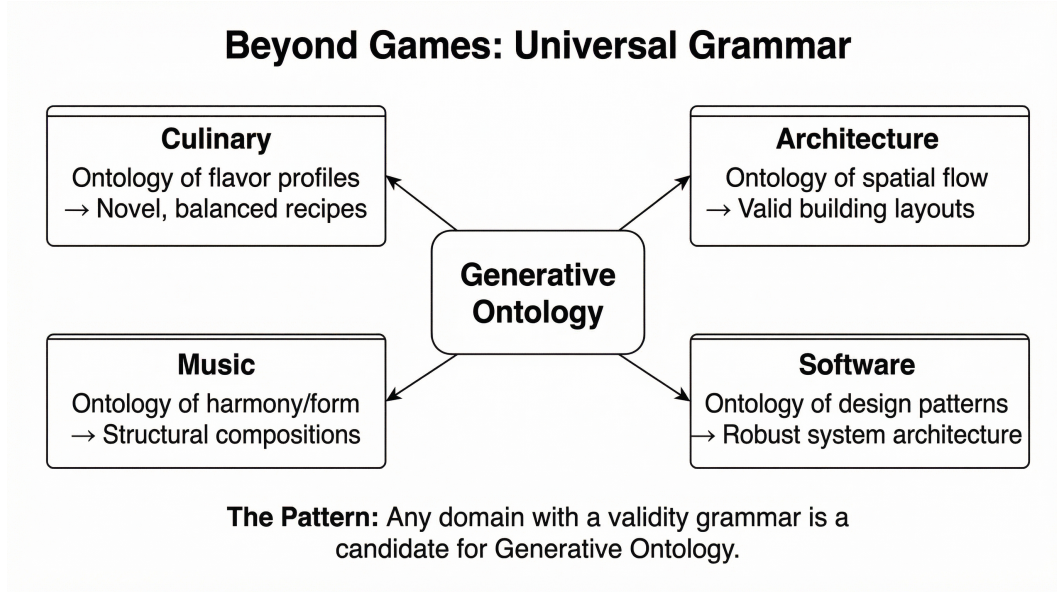 Beyond Games: Universal Grammar
Culinary
Ontology of flavor profiles
→ Novel, balanced recipes
Architecture
Ontology of spatial flow
→ Valid building layouts
Generative
Ontology
Music
Ontology of harmony/form
→ Structural compositions
Software
Ontology of design patterns
→ Robust system architecture
The Pattern: Any domain with a validity grammar is a
candidate for Generative Ontology.